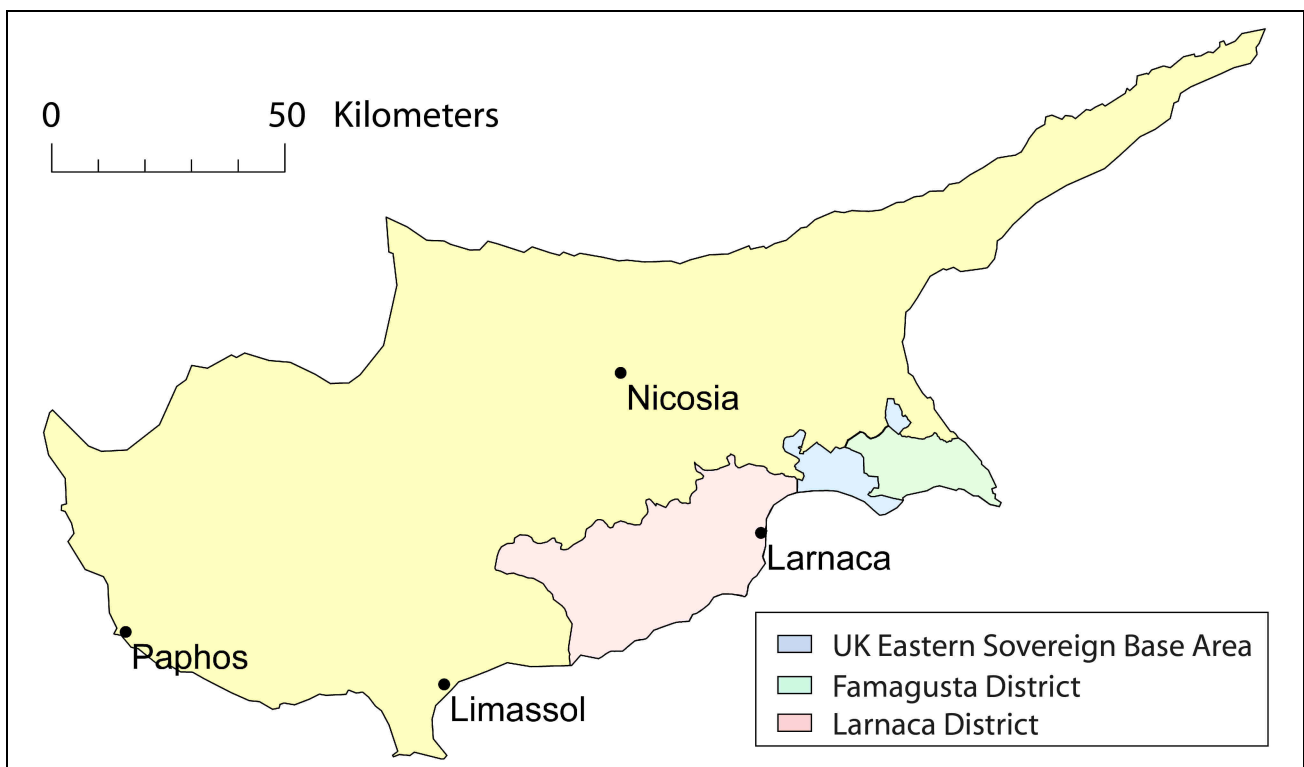 0 50 Kilometers
Nicosia
Larnaca
Paphos
Limassol
UK Eastern Sovereign Base Area
Famagusta District
Larnaca District